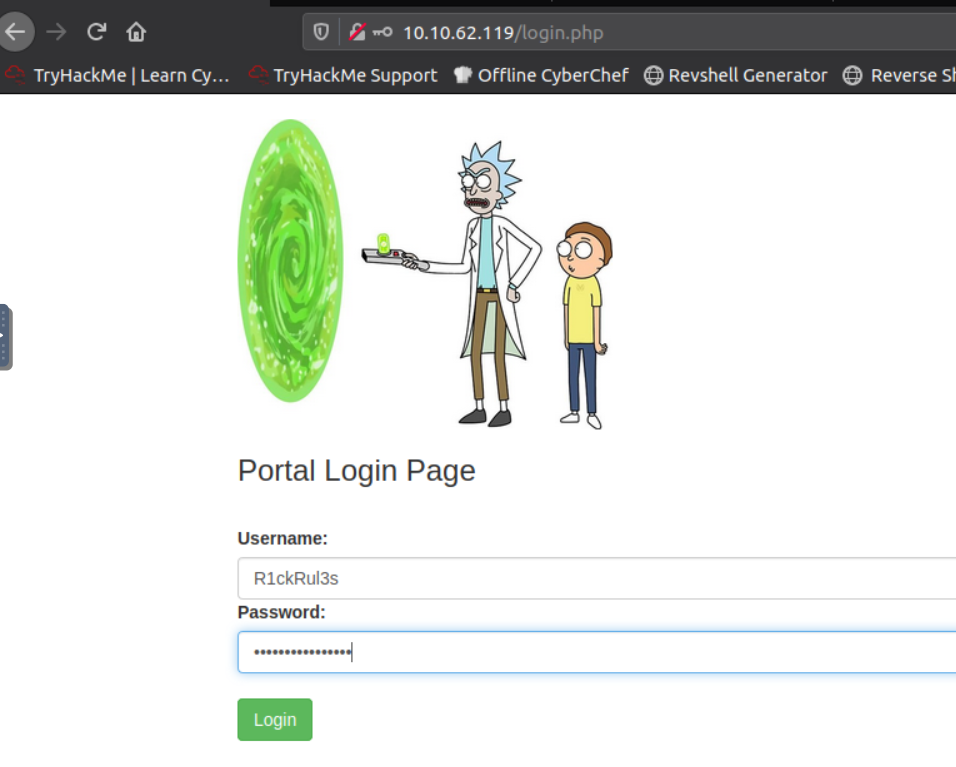 10.10.62.119/login.php
TryHackMe | Learn Cy... TryHackMe Support Offline CyberChef Revshell Generator Reverse
Portal Login Page
Username:
R1ckRul3s
Password:
••••••••••••••••
Login